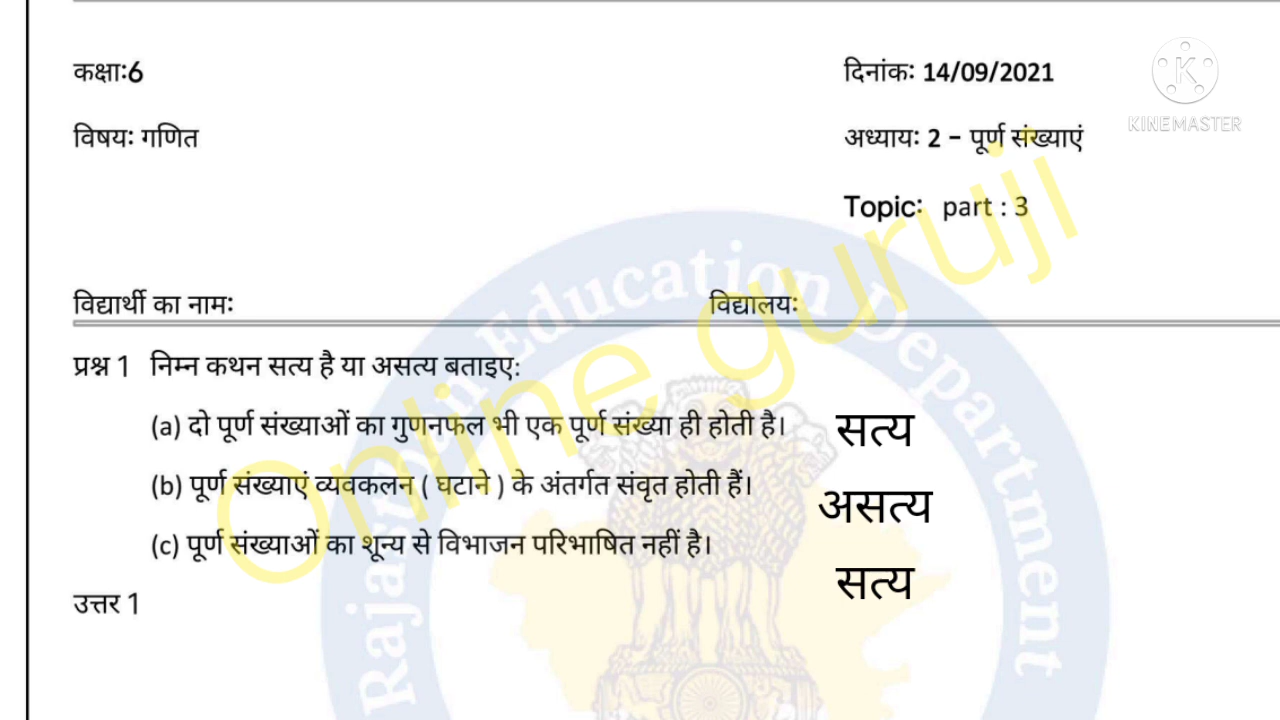 कक्षा:6
दिनांक: 14/09/2021
KINEMASTER
विषय: गणित
अध्याय: 2 – पूर्ण संख्याएं
Topic: part : 3
विद्यार्थी का नाम:
विद्यालय:
प्रश्न 1 निम्न कथन सत्य है या असत्य बताइए:
(a) दो पूर्ण संख्याओं का गुणनफल भी एक पूर्ण संख्या ही होती है। सत्य
(b) पूर्ण संख्याएं व्यवकलन ( घटाने ) के अंतर्गत संवृत होती हैं। असत्य
(c) पूर्ण संख्याओं का शून्य से विभाजन परिभाषित नहीं है। सत्य
उत्तर 1
Online guruji
Rajasthan Education Department